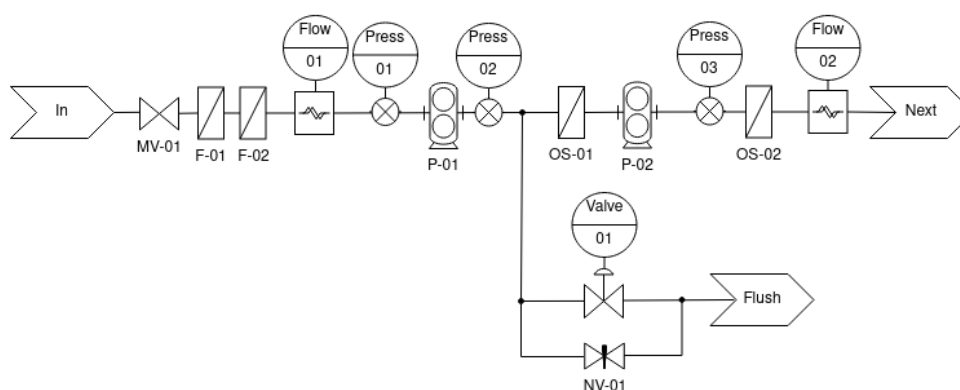 Flow
01
Press
01
Press
02
Press
03
Flow
02
In
Next
MV-01
F-01
F-02
P-01
OS-01
P-02
OS-02
Valve
01
Flush
NV-01